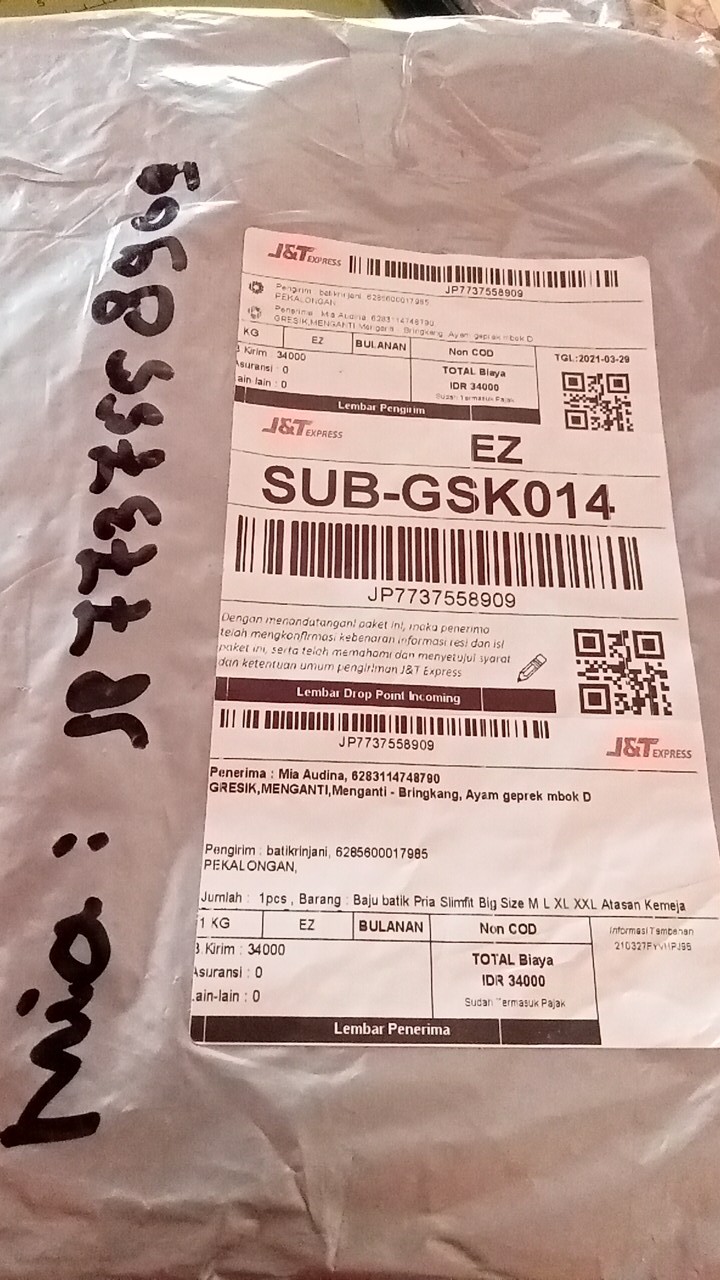 J&T EXPRESS
JP7737558909
Pengirim : batikrinjani, 6285600017985
PEKALONGAN,
Penerima : Mia Audina, 6283114748790
GRESIK,MENGANTI,Menganti - Bringkang, Ayam geprek mbok D
KG EZ BULANAN Non COD
TGL:2021-03-29
Kirim : 34000
suransi : 0
ain lain : 0
TOTAL Biaya
IDR 34000
Sudah Termasuk Pajak
Lembar Pengirim
J&T EXPRESS
EZ
SUB-GSK014
JP7737558909
Dengan menandatangani paket ini, maka penerima
telah mengkonfirmasi kebenaran informasi resi dan isi
paket ini, serta telah memahami dan menyetujui syarat
dan ketentuan umum pengiriman J&T Express
Lembar Drop Point Incoming
JP7737558909
J&T EXPRESS
Penerima : Mia Audina, 6283114748790
GRESIK,MENGANTI,Menganti - Bringkang, Ayam geprek mbok D
Pengirim : batikrinjani, 6285600017985
PEKALONGAN,
Jumlah : 1pcs , Barang : Baju batik Pria Slimfit Big Size M L XL XXL Atasan Kemeja
1 KG EZ BULANAN Non COD
Informasi Tambahan
3. Kirim : 34000
Asuransi : 0
ain-lain : 0
TOTAL Biaya
IDR 34000
Sudah Termasuk Pajak
Lembar Penerima
Mia : JP7737558909